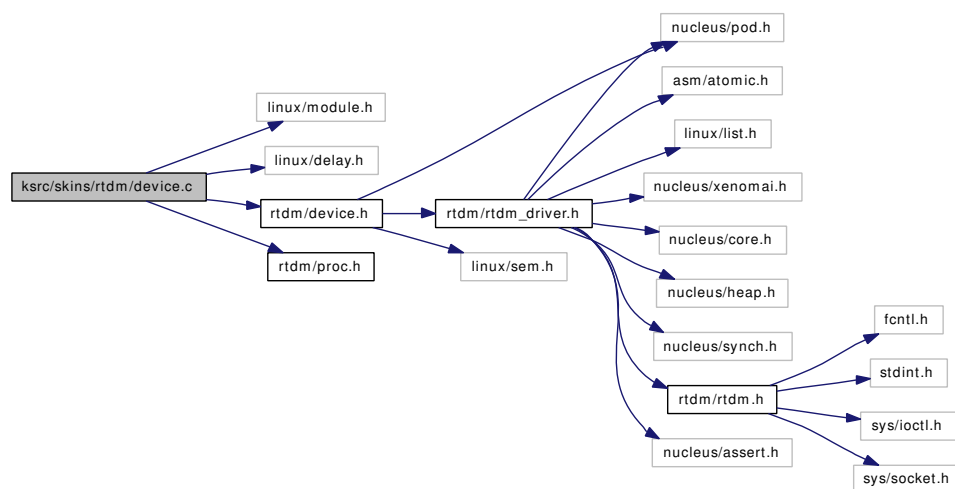 nucleus/pod.h
asm/atomic.h
linux/module.h
linux/list.h
linux/delay.h
ksrc/skins/rtdm/device.c
nucleus/xenomai.h
rtdm/device.h
rtdm/rtdm_driver.h
nucleus/core.h
rtdm/proc.h
linux/sem.h
nucleus/heap.h
fcntl.h
nucleus/synch.h
stdint.h
rtdm/rtdm.h
sys/ioctl.h
nucleus/assert.h
sys/socket.h